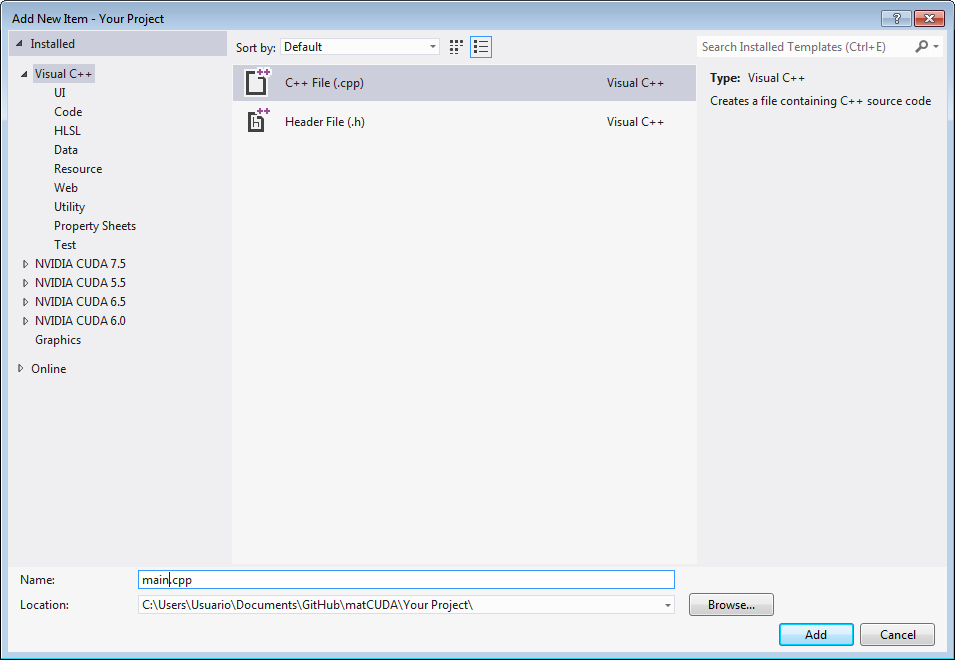 Add New Item - Your Project
?
Installed
Sort by: Default
Search Installed Templates (Ctrl+E)
Visual C++
UI
Code
HLSL
Data
Resource
Web
Utility
Property Sheets
Test
NVIDIA CUDA 7.5
NVIDIA CUDA 5.5
NVIDIA CUDA 6.5
NVIDIA CUDA 6.0
Graphics
Online
++ C++ File (.cpp) Visual C++
h++ Header File (.h) Visual C++
Type: Visual C++
Creates a file containing C++ source code
Name: main.cpp
Location: C:\Users\Usuario\Documents\GitHub\matCUDA\Your Project\
Browse...
Add
Cancel